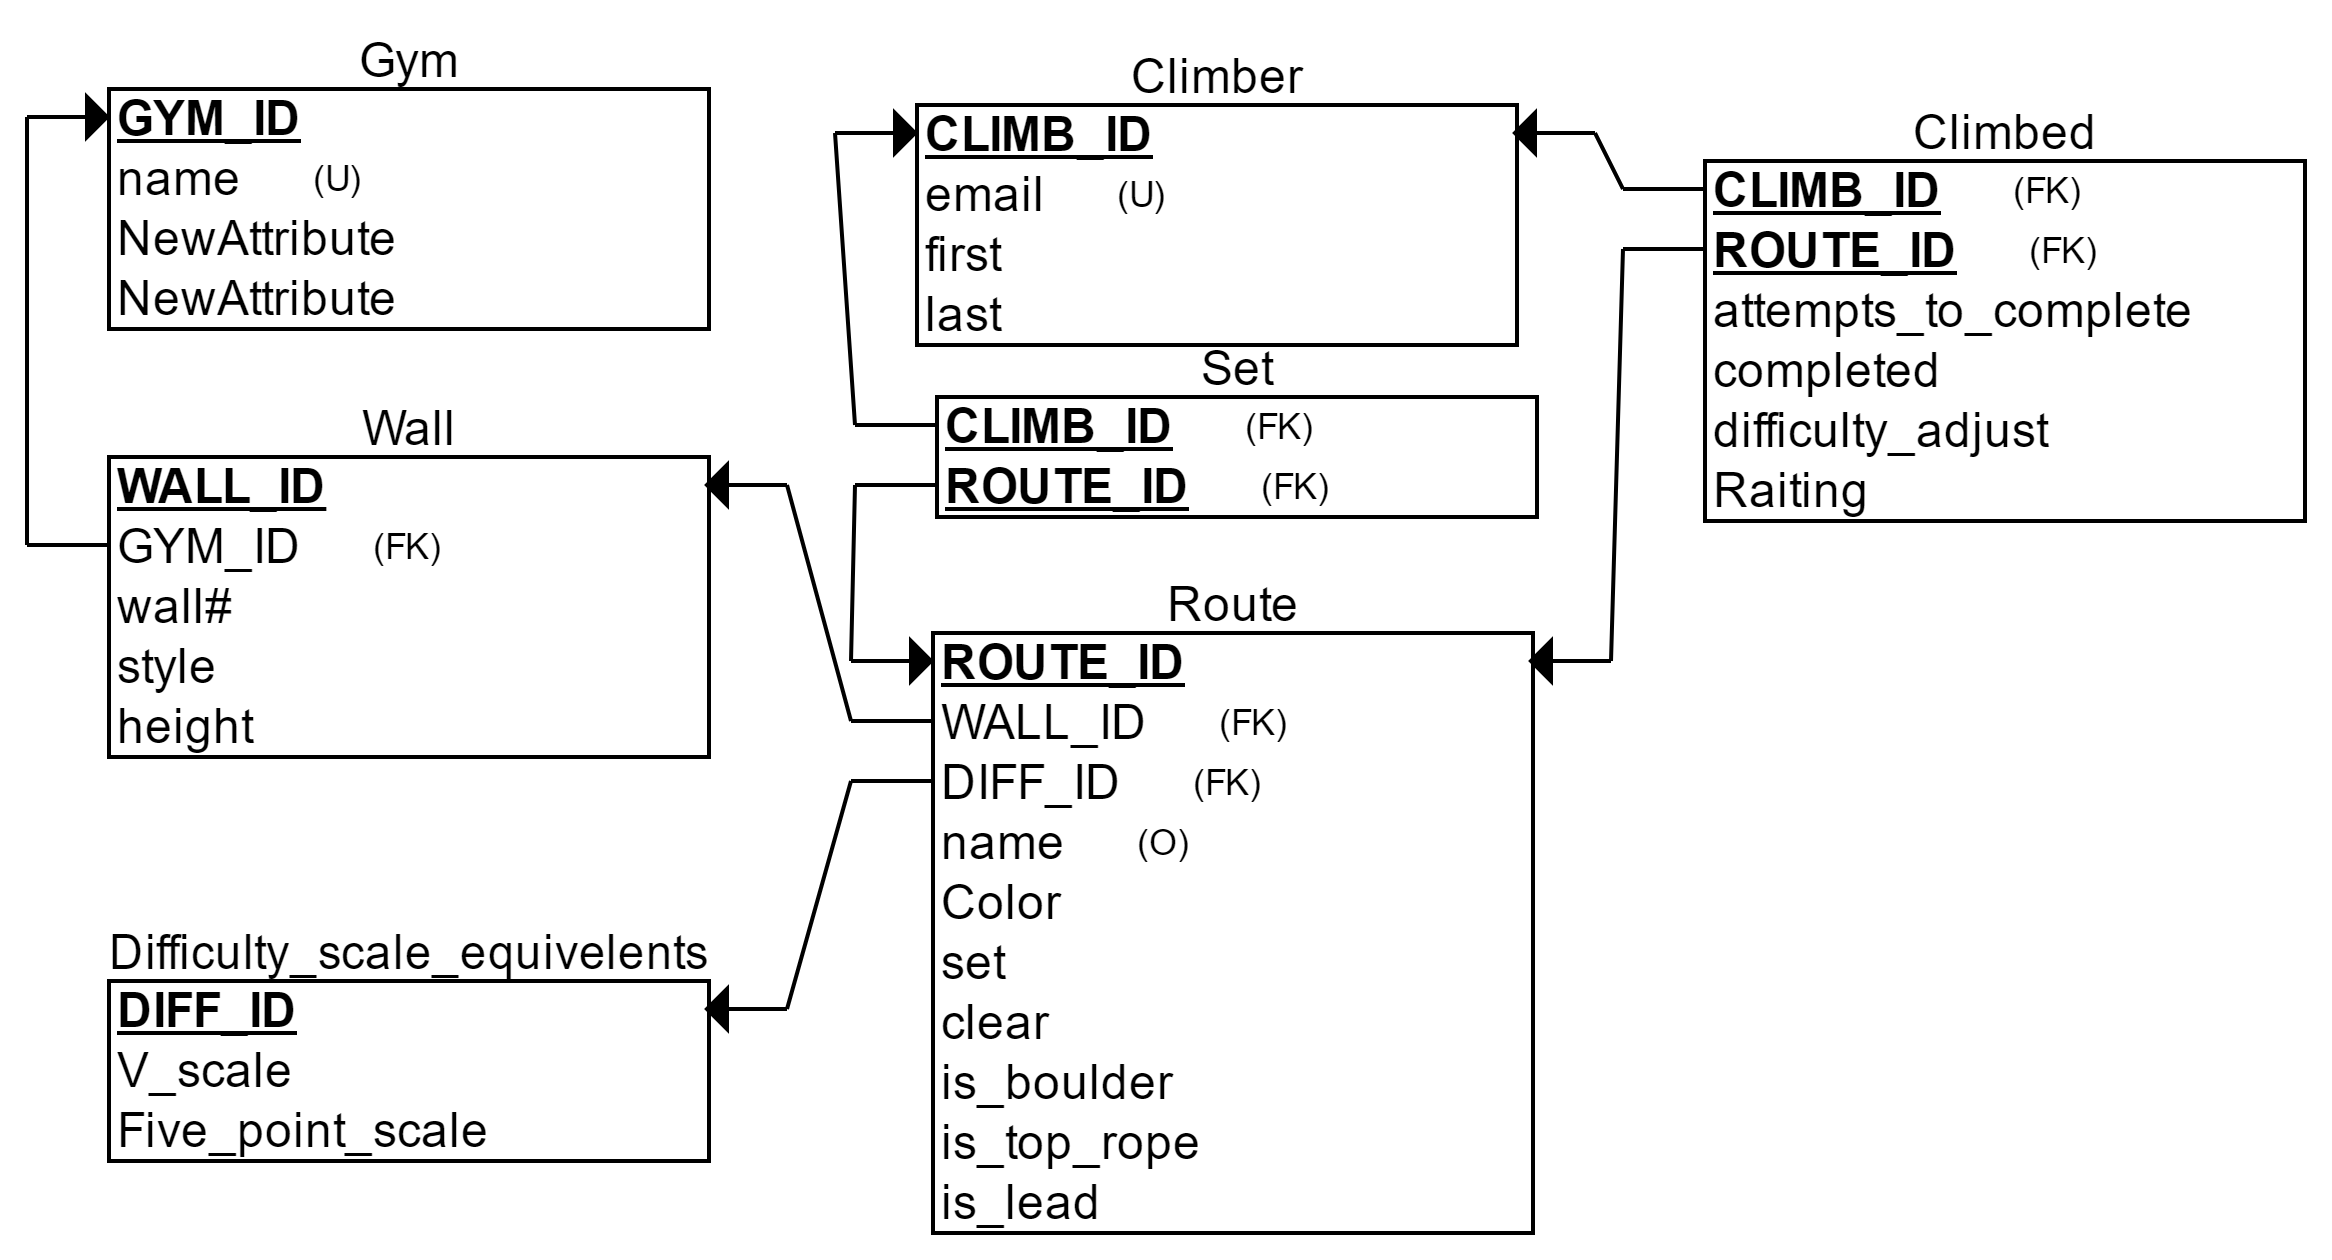 Gym
GYM_ID
name (U)
NewAttribute
NewAttribute
Climber
CLIMB_ID
email (U)
first
last
Climbed
CLIMB_ID (FK)
ROUTE_ID (FK)
attempts_to_complete
completed
difficulty_adjust
Raiting
Set
CLIMB_ID (FK)
ROUTE_ID (FK)
Wall
WALL_ID
GYM_ID (FK)
wall#
style
height
Route
ROUTE_ID
WALL_ID (FK)
DIFF_ID (FK)
name (O)
Color
set
clear
is_boulder
is_top_rope
is_lead
Difficulty_scale_equivelents
DIFF_ID
V_scale
Five_point_scale